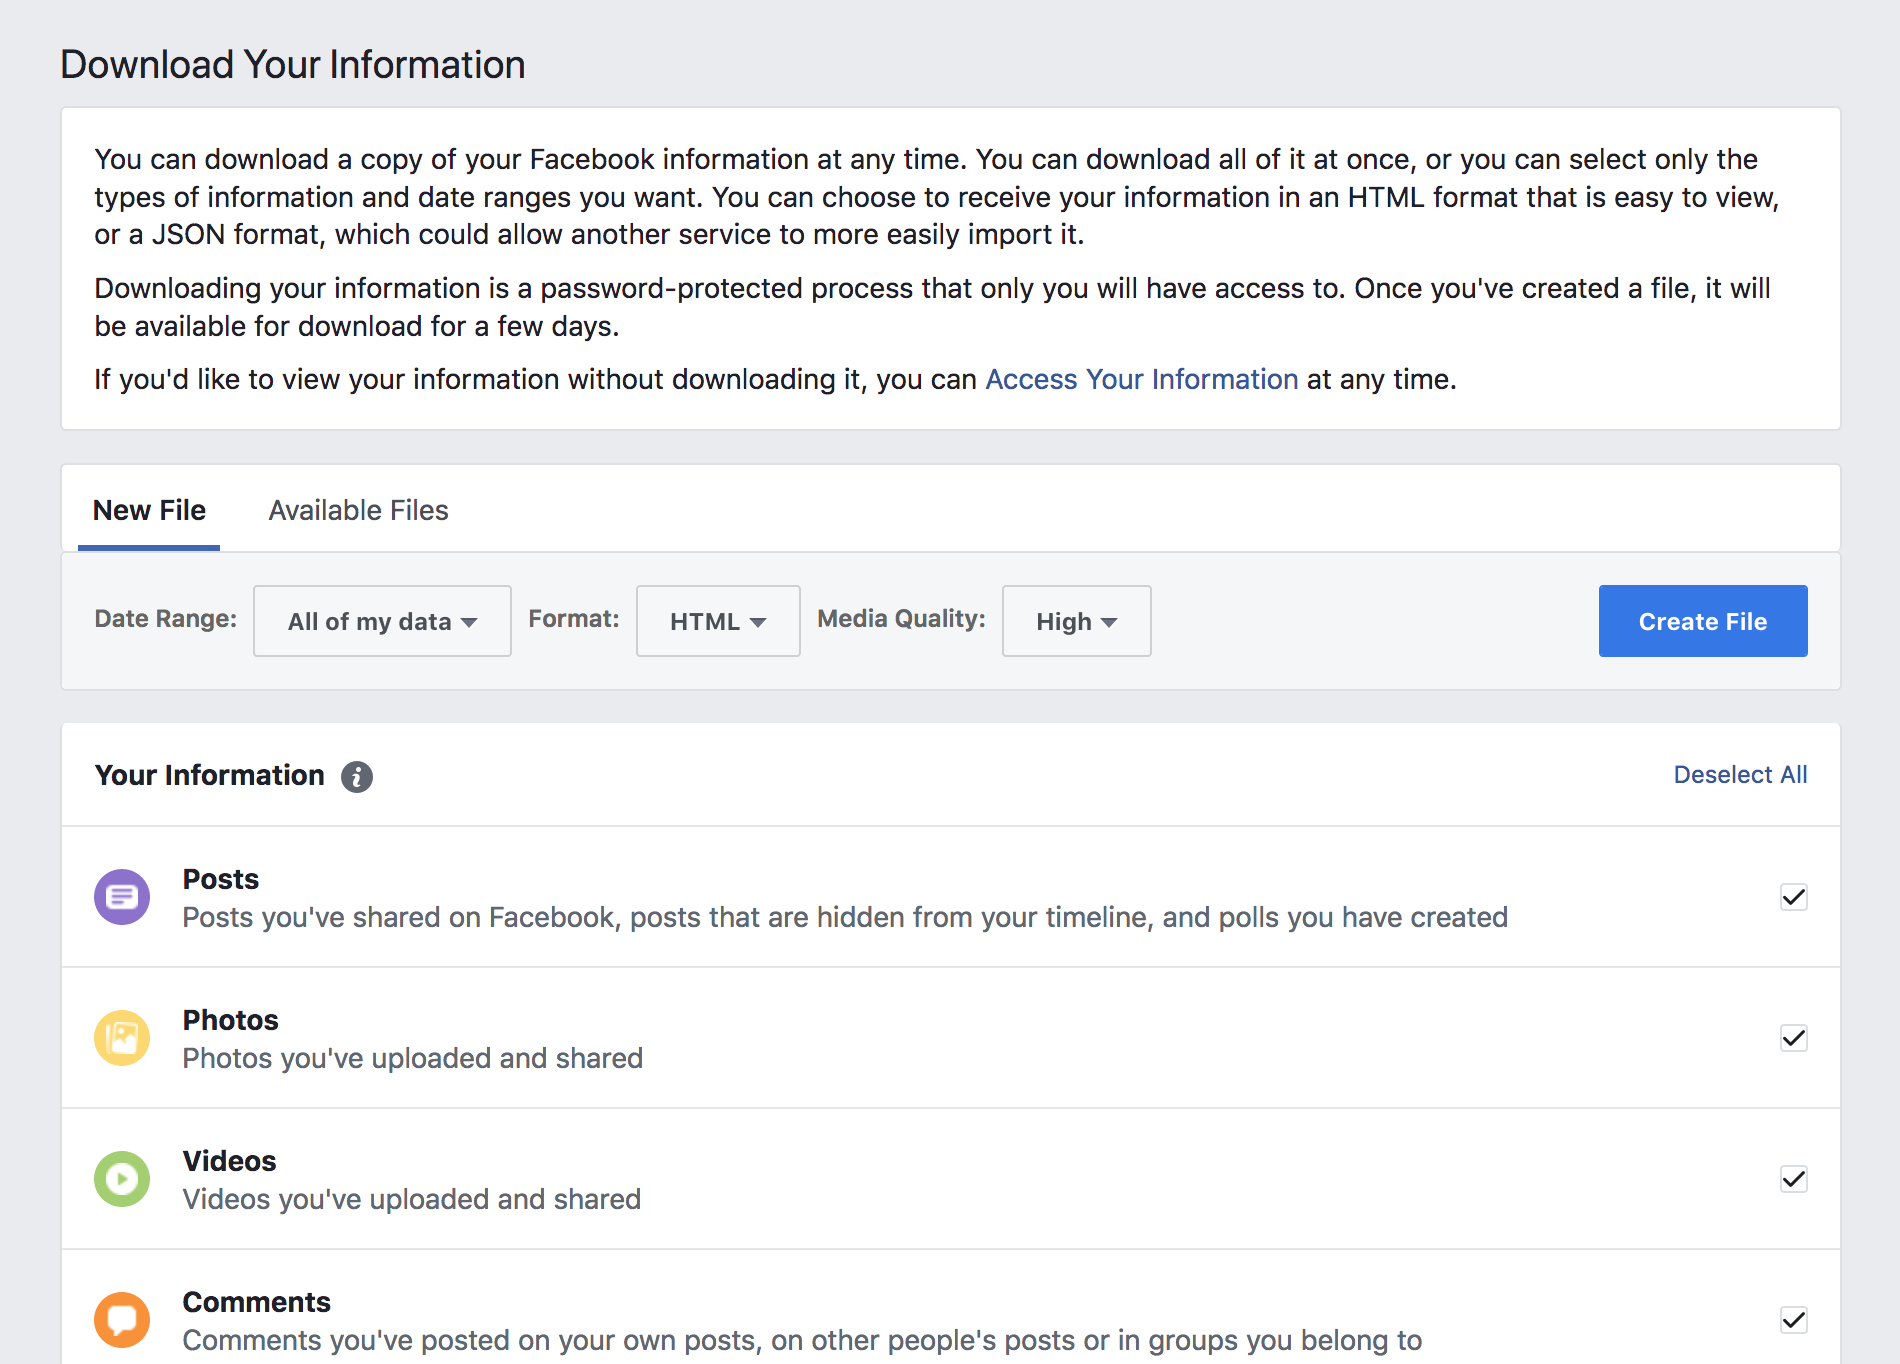 Download Your Information
You can download a copy of your Facebook information at any time. You can download all of it at once, or you can select only the
types of information and date ranges you want. You can choose to receive your information in an HTML format that is easy to view,
or a JSON format, which could allow another service to more easily import it.
Downloading your information is a password-protected process that only you will have access to. Once you've created a file, it will
be available for download for a few days.
If you'd like to view your information without downloading it, you can Access Your Information at any time.
New File Available Files
Date Range: All of my data Format: HTML Media Quality: High Create File
Your Information i Deselect All
Posts
Posts you've shared on Facebook, posts that are hidden from your timeline, and polls you have created
Photos
Photos you've uploaded and shared
Videos
Videos you've uploaded and shared
Comments
Comments you've posted on your own posts, on other people's posts or in groups you belong to